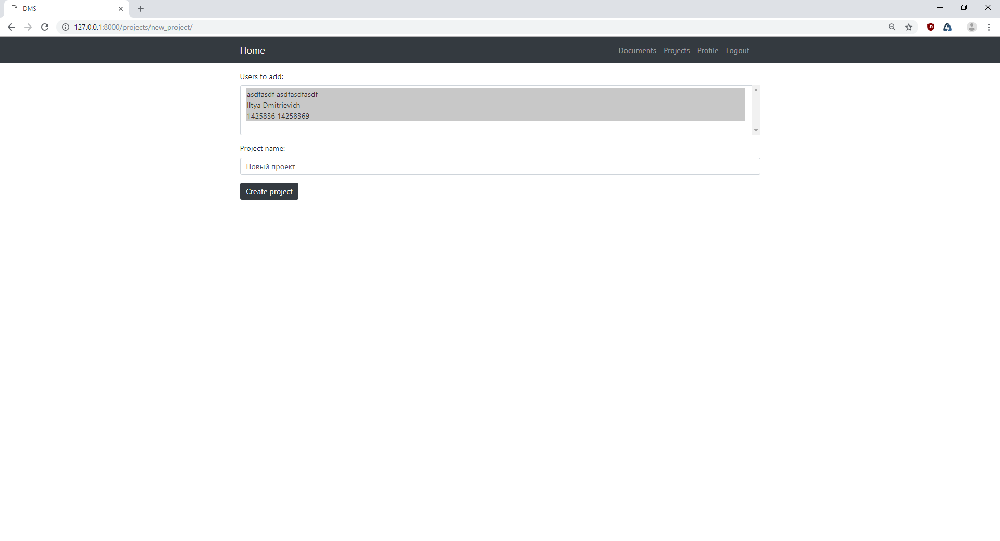 DMS
127.0.0.1:8000/projects/new_project/
Home
Documents Projects Profile Logout
Users to add:
asdfasdf asdfasdfasdf
Iltya Dmitrievich
1425836 14258369
Project name:
Новый проект
Create project